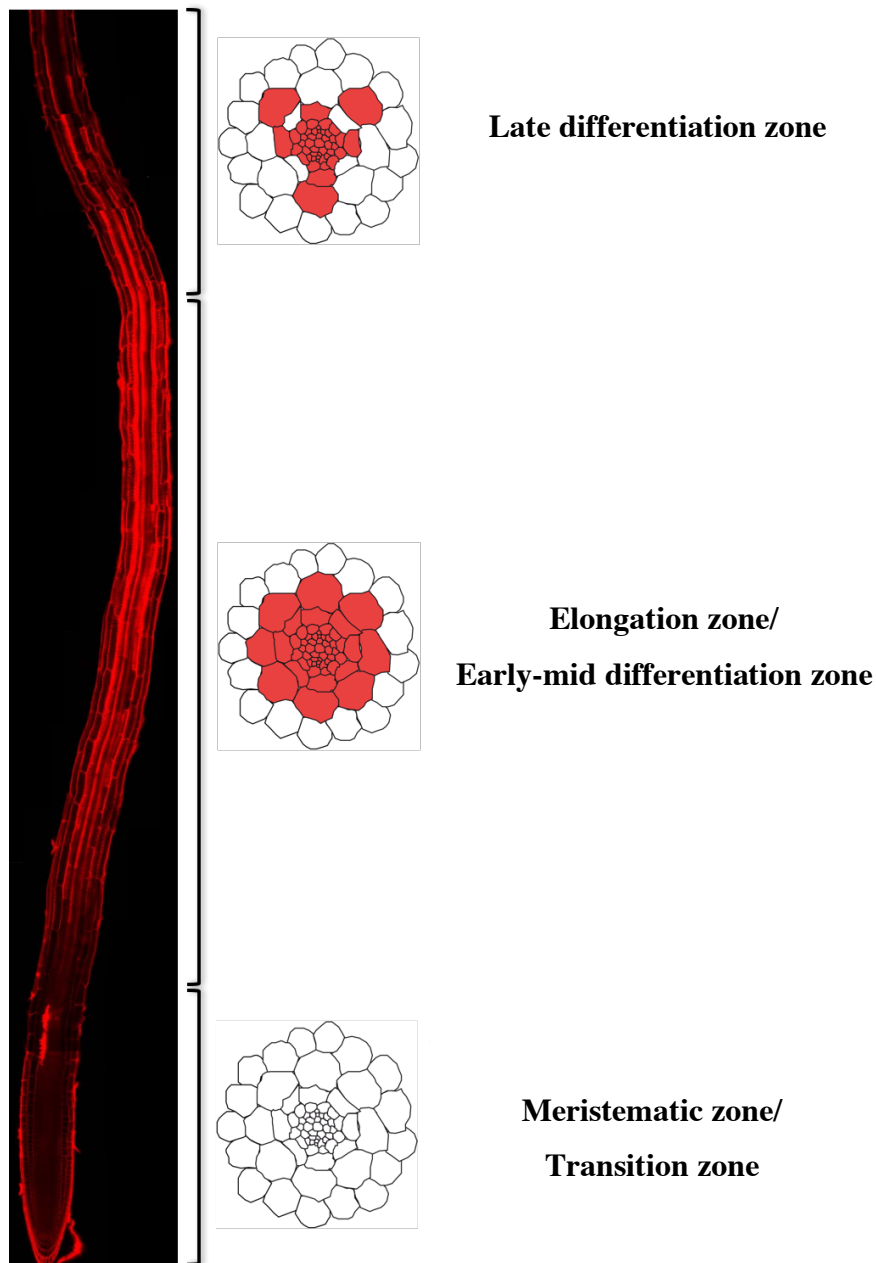 Late differentiation zone
Elongation zone/
Early-mid differentiation zone
Meristematic zone/
Transition zone